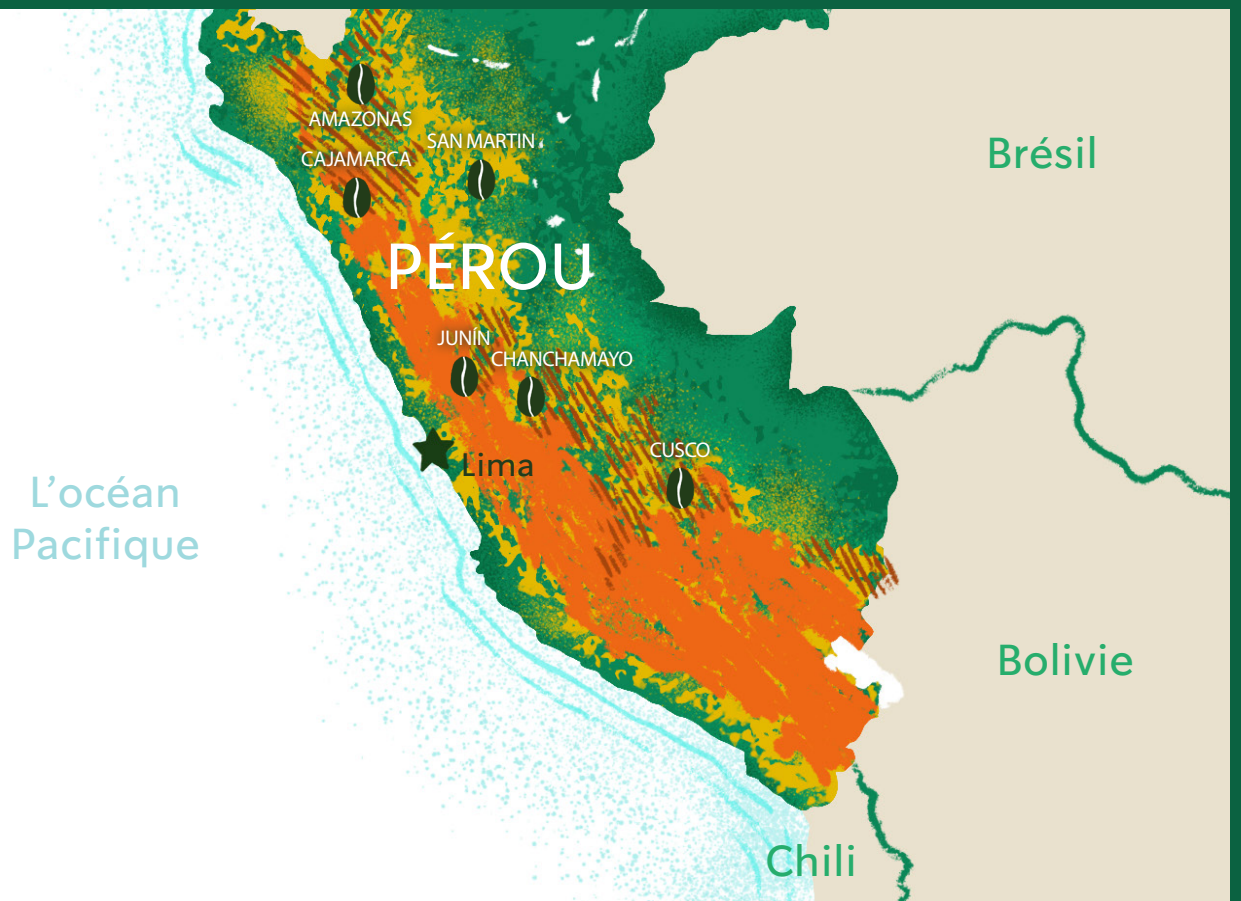 AMAZONAS
SAN MARTIN
CAJAMARCA
Brésil
PÉROU
JUNÍN
CHANCHAMAYO
CUSCO
Lima
L'océan
Pacifique
Bolivie
Chili